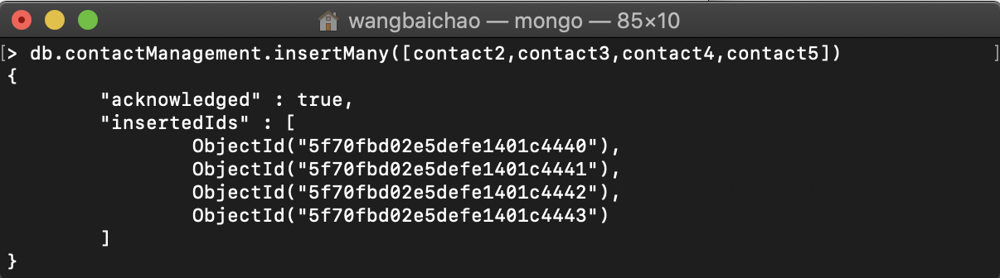 wangbaichao — mongo — 85×10
[> db.contactManagement.insertMany([contact2,contact3,contact4,contact5]) ]
{
        "acknowledged" : true,
        "insertedIds" : [
                ObjectId("5f70fbd02e5defe1401c4440"),
                ObjectId("5f70fbd02e5defe1401c4441"),
                ObjectId("5f70fbd02e5defe1401c4442"),
                ObjectId("5f70fbd02e5defe1401c4443")
        ]
}